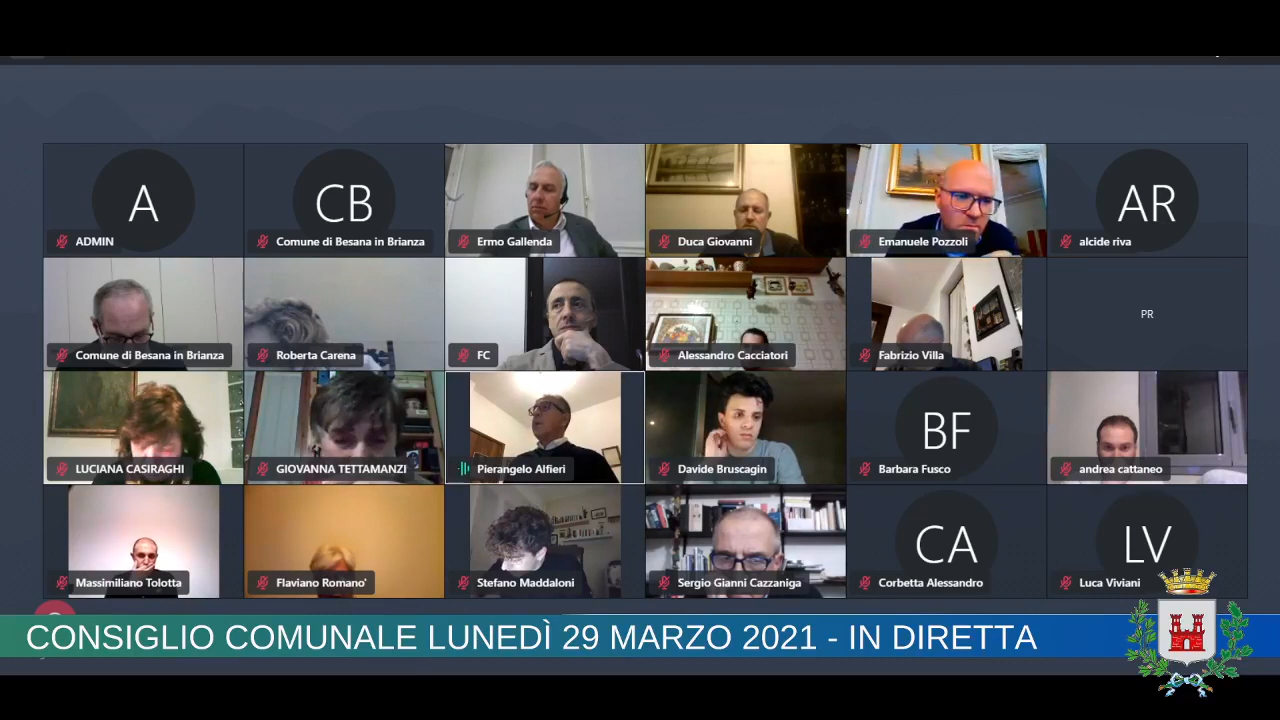 A
CB
AR
ADMIN
Comune di Besana in Brianza
Ermo Gallenda
Duca Giovanni
Emanuele Pozzoli
alcide riva
PR
Comune di Besana in Brianza
Roberta Carena
FC
Alessandro Cacciatori
Fabrizio Villa
BF
LUCIANA CASIRAGHI
GIOVANNA TETTAMANZI
Pierangelo Alfieri
Davide Bruscagin
Barbara Fusco
andrea cattaneo
CA
LV
Massimiliano Tolotta
Flaviano Romano'
Stefano Maddaloni
Sergio Gianni Cazzaniga
Corbetta Alessandro
Luca Viviani
CONSIGLIO COMUNALE LUNEDÌ 29 MARZO 2021 - IN DIRETTA